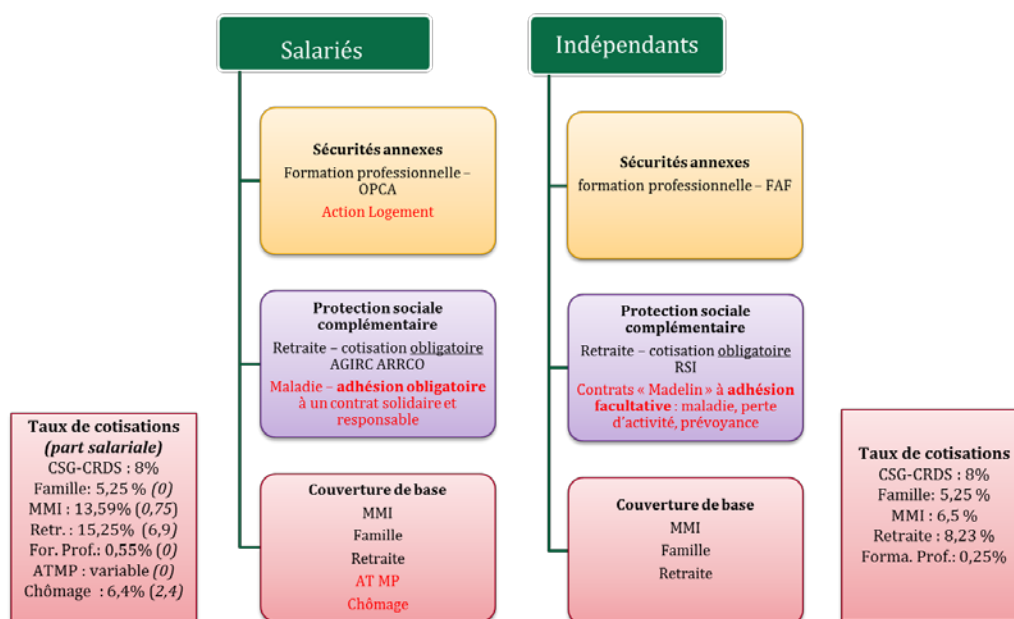 Salariés
Sécurités annexes
Formation professionnelle –
OPCA
Action Logement
Protection sociale
complémentaire
Retraite – cotisation obligatoire
AGIRC ARRCO
Maladie – adhésion obligatoire
à un contrat solidaire et
responsable
Couverture de base
MMI
Famille
Retraite
AT MP
Chômage
Taux de cotisations
(part salariale)
CSG-CRDS : 8%
Famille: 5,25 % (0)
MMI : 13,59% (0,75)
Retr. : 15,25% (6,9)
For. Prof.: 0,55% (0)
ATMP : variable (0)
Chômage : 6,4% (2,4)
Indépendants
Sécurités annexes
formation professionnelle – FAF
Protection sociale
complémentaire
Retraite – cotisation obligatoire
RSI
Contrats « Madelin » à adhésion
facultative : maladie, perte
d'activité, prévoyance
Couverture de base
MMI
Famille
Retraite
Taux de cotisations
CSG-CRDS : 8%
Famille: 5,25 %
MMI : 6,5 %
Retraite : 8,23 %
Forma. Prof.: 0,25%